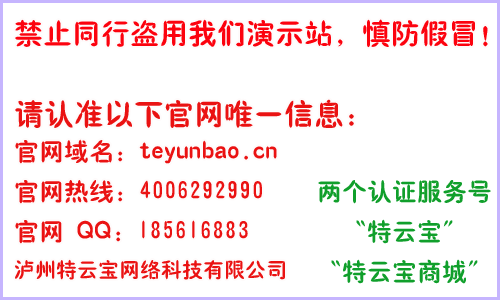 禁止同行盗用我们演示站，慎防假冒！
请认准以下官网唯一信息：
官网域名：teyunbao.cn
官网热线：4006292990
两个认证服务号
官网 QQ：185616883
“特云宝”
泸州特云宝网络科技有限公司
“特云宝商城”